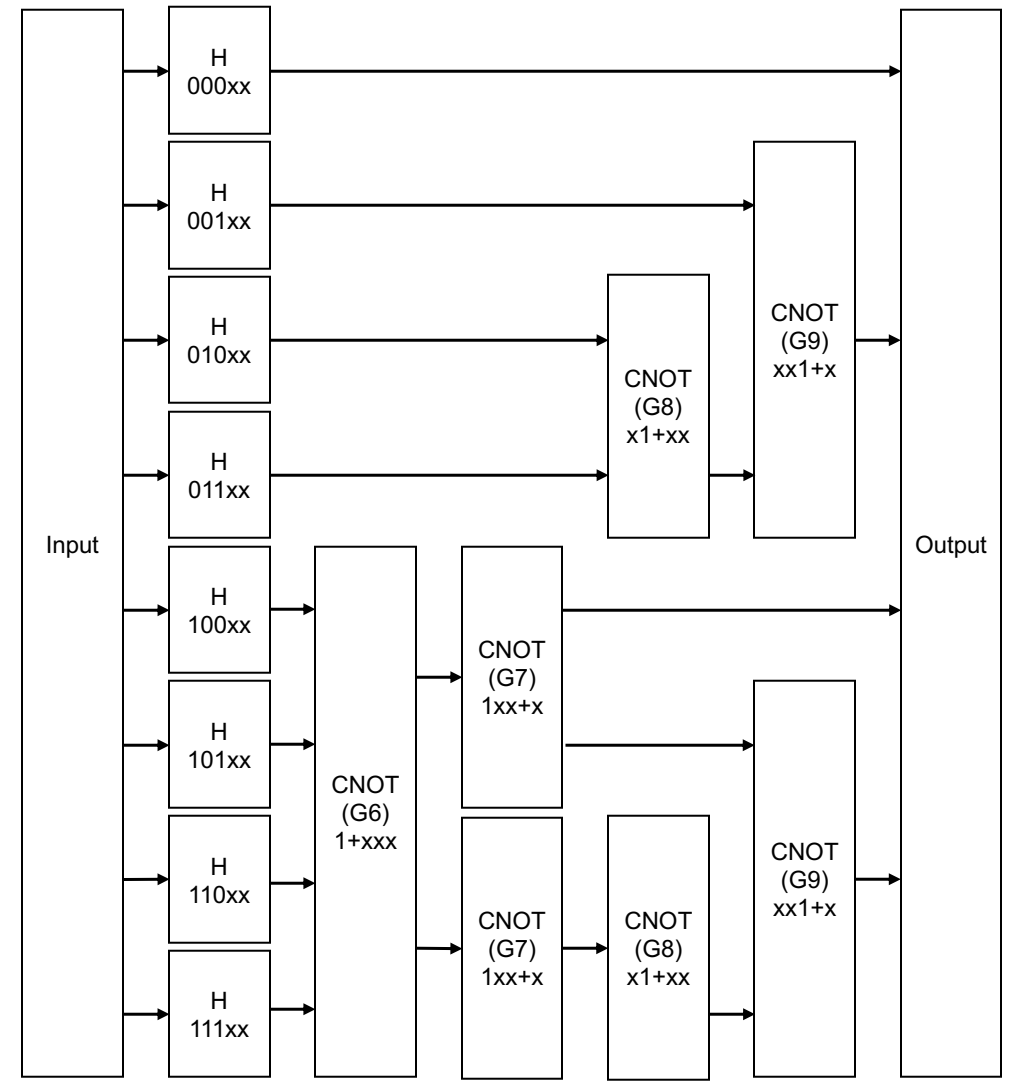 Input
H
000xx
H
001xx
H
010xx
H
011xx
H
100xx
H
101xx
H
110xx
H
111xx
CNOT
(G6)
1+xxx
CNOT
(G7)
1xx+x
CNOT
(G7)
1xx+x
CNOT
(G8)
x1+xx
CNOT
(G8)
x1+xx
CNOT
(G9)
xx1+x
CNOT
(G9)
xx1+x
Output